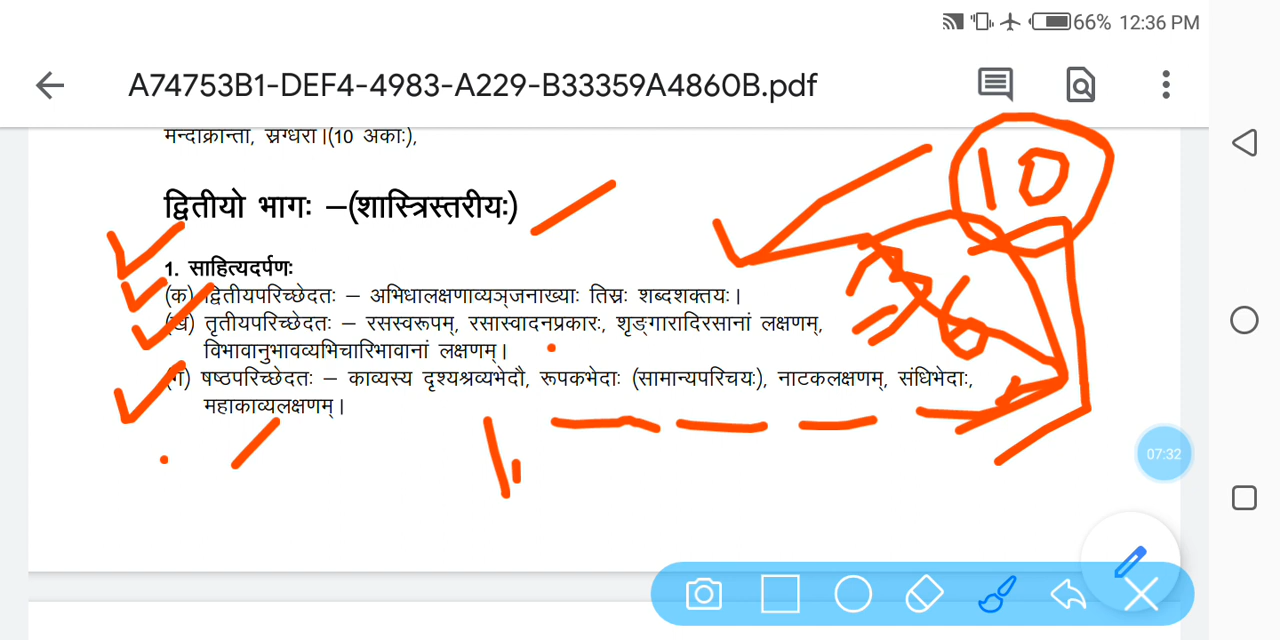 66% 12:36 PM
A74753B1-DEF4-4983-A229-B33359A4860B.pdf
मन्दाक्रान्ता, स्रग्धरा।(10 अंकाः),
10
द्वितीयो भागः –(शास्त्रिस्तरीयः)
1. साहित्यदर्पणः
(क) द्वितीयपरिच्छेदतः – अभिधालक्षणाव्यञ्जनाख्याः तिस्रः शब्दशक्तयः।
(ख) तृतीयपरिच्छेदतः – रसस्वरूपम्, रसास्वादनप्रकारः, शृङ्गारादिरसानां लक्षणम्,
विभावानुभावव्यभिचारिभावानां लक्षणम्।
(ग) षष्ठपरिच्छेदतः – काव्यस्य दृश्यश्रव्यभेदौ, रूपकभेदाः (सामान्यपरिचयः), नाटकलक्षणम्, संधिभेदाः,
महाकाव्यलक्षणम्।
07:32